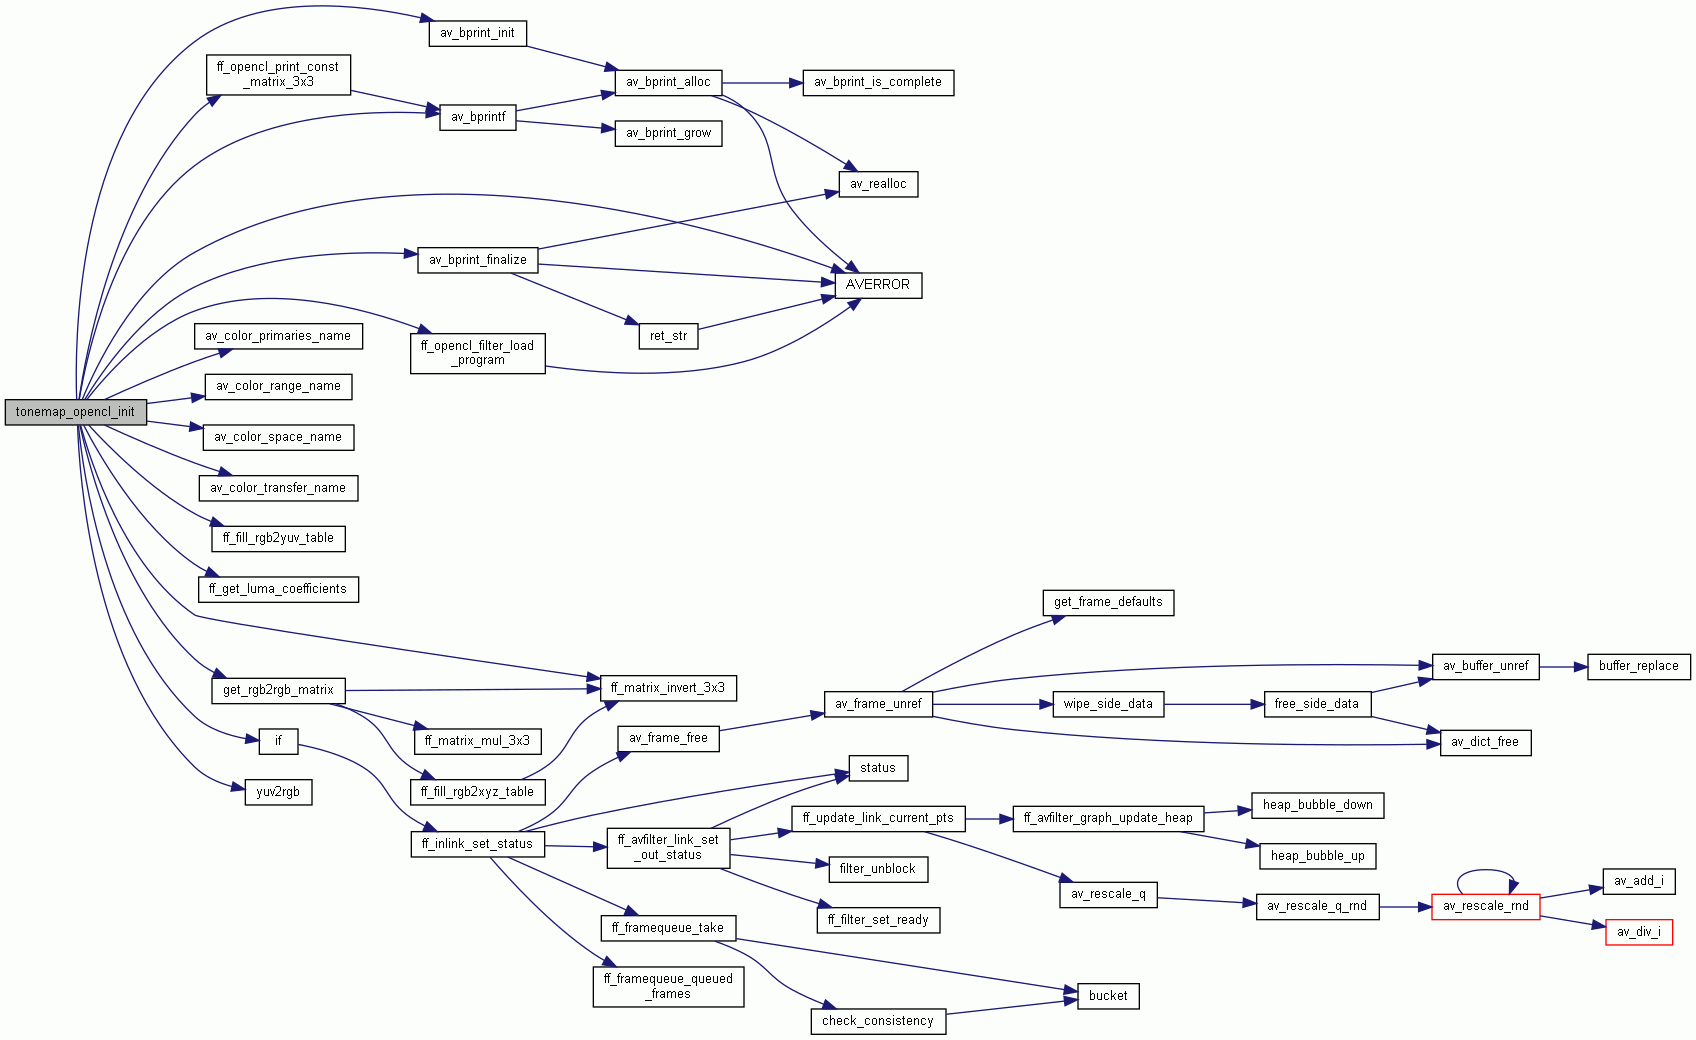 av_bprint_init
ff_opencl_print_const
_matrix_3x3
av_bprint_alloc
av_bprint_is_complete
av_bprintf
av_bprint_grow
av_realloc
av_bprint_finalize
AVERROR
av_color_primaries_name
ret_str
ff_opencl_filter_load
_program
av_color_range_name
tonemap_opencl_init
av_color_space_name
av_color_transfer_name
ff_fill_rgb2yuv_table
ff_get_luma_coefficients
get_frame_defaults
av_buffer_unref
buffer_replace
get_rgb2rgb_matrix
ff_matrix_invert_3x3
av_frame_unref
wipe_side_data
free_side_data
if
ff_matrix_mul_3x3
av_frame_free
av_dict_free
status
yuv2rgb
ff_fill_rgb2xyz_table
heap_bubble_down
ff_update_link_current_pts
ff_avfilter_graph_update_heap
ff_inlink_set_status
ff_avfilter_link_set
_out_status
heap_bubble_up
filter_unblock
av_rescale_q
av_add_i
av_rescale_q_rnd
av_rescale_rnd
ff_filter_set_ready
ff_framequeue_take
av_div_i
ff_framequeue_queued
_frames
bucket
check_consistency